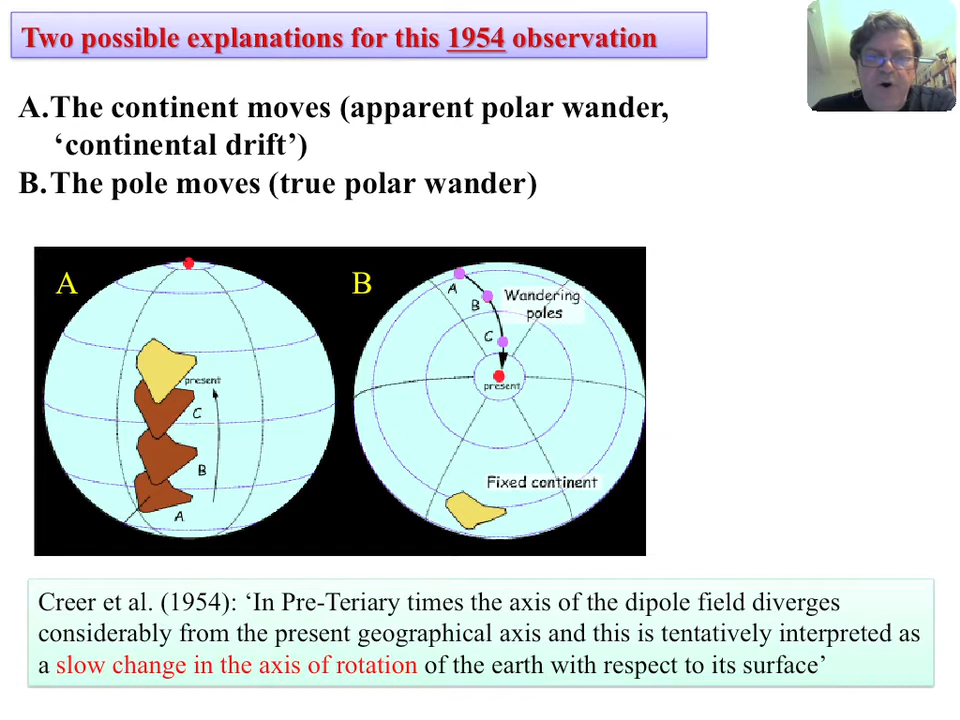 Two possible explanations for this 1954 observation
A.The continent moves (apparent polar wander,
‘continental drift’)
B.The pole moves (true polar wander)
A
present
C
B
A
B
A
B
Wandering
poles
C
present
Fixed continent
Creer et al. (1954): ‘In Pre-Teriary times the axis of the dipole field diverges
considerably from the present geographical axis and this is tentatively interpreted as
a slow change in the axis of rotation of the earth with respect to its surface’